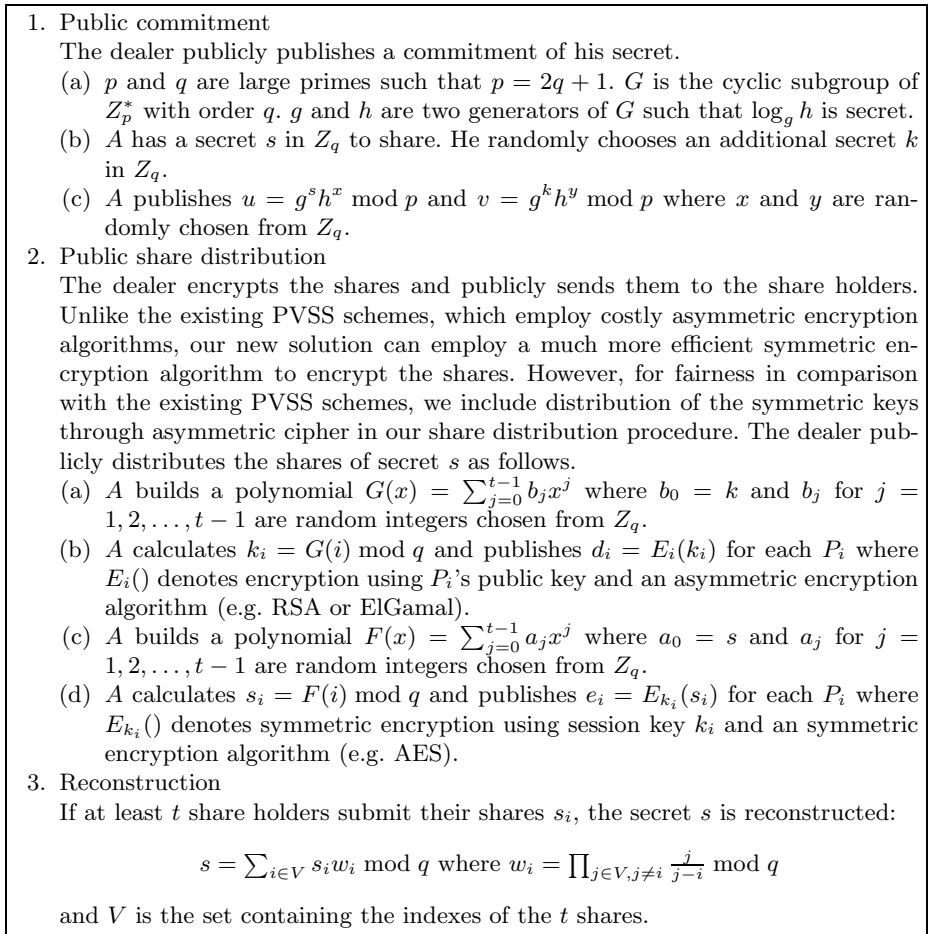 1. Public commitment
The dealer publicly publishes a commitment of his secret.
(a) p and q are large primes such that p = 2q + 1. G is the cyclic subgroup of
Z_p^* with order q. g and h are two generators of G such that log_g h is secret.
(b) A has a secret s in Z_q to share. He randomly chooses an additional secret k
in Z_q.
(c) A publishes u = g^s h^x mod p and v = g^k h^y mod p where x and y are ran-
domly chosen from Z_q.
2. Public share distribution
The dealer encrypts the shares and publicly sends them to the share holders.
Unlike the existing PVSS schemes, which employ costly asymmetric encryption
algorithms, our new solution can employ a much more efficient symmetric en-
cryption algorithm to encrypt the shares. However, for fairness in comparison
with the existing PVSS schemes, we include distribution of the symmetric keys
through asymmetric cipher in our share distribution procedure. The dealer pub-
licly distributes the shares of secret s as follows.
(a) A builds a polynomial G(x) = ∑_{j=0}^{t−1} b_j x^j where b_0 = k and b_j for j =
1, 2, . . . , t − 1 are random integers chosen from Z_q.
(b) A calculates k_i = G(i) mod q and publishes d_i = E_i(k_i) for each P_i where
E_i() denotes encryption using P_i's public key and an asymmetric encryption
algorithm (e.g. RSA or ElGamal).
(c) A builds a polynomial F(x) = ∑_{j=0}^{t−1} a_j x^j where a_0 = s and a_j for j =
1, 2, . . . , t − 1 are random integers chosen from Z_q.
(d) A calculates s_i = F(i) mod q and publishes e_i = E_{k_i}(s_i) for each P_i where
E_{k_i}() denotes symmetric encryption using session key k_i and an symmetric
encryption algorithm (e.g. AES).
3. Reconstruction
If at least t share holders submit their shares s_i, the secret s is reconstructed:
s = ∑_{i∈V} s_i w_i mod q where w_i = ∏_{j∈V,j≠i} j/(j−i) mod q
and V is the set containing the indexes of the t shares.